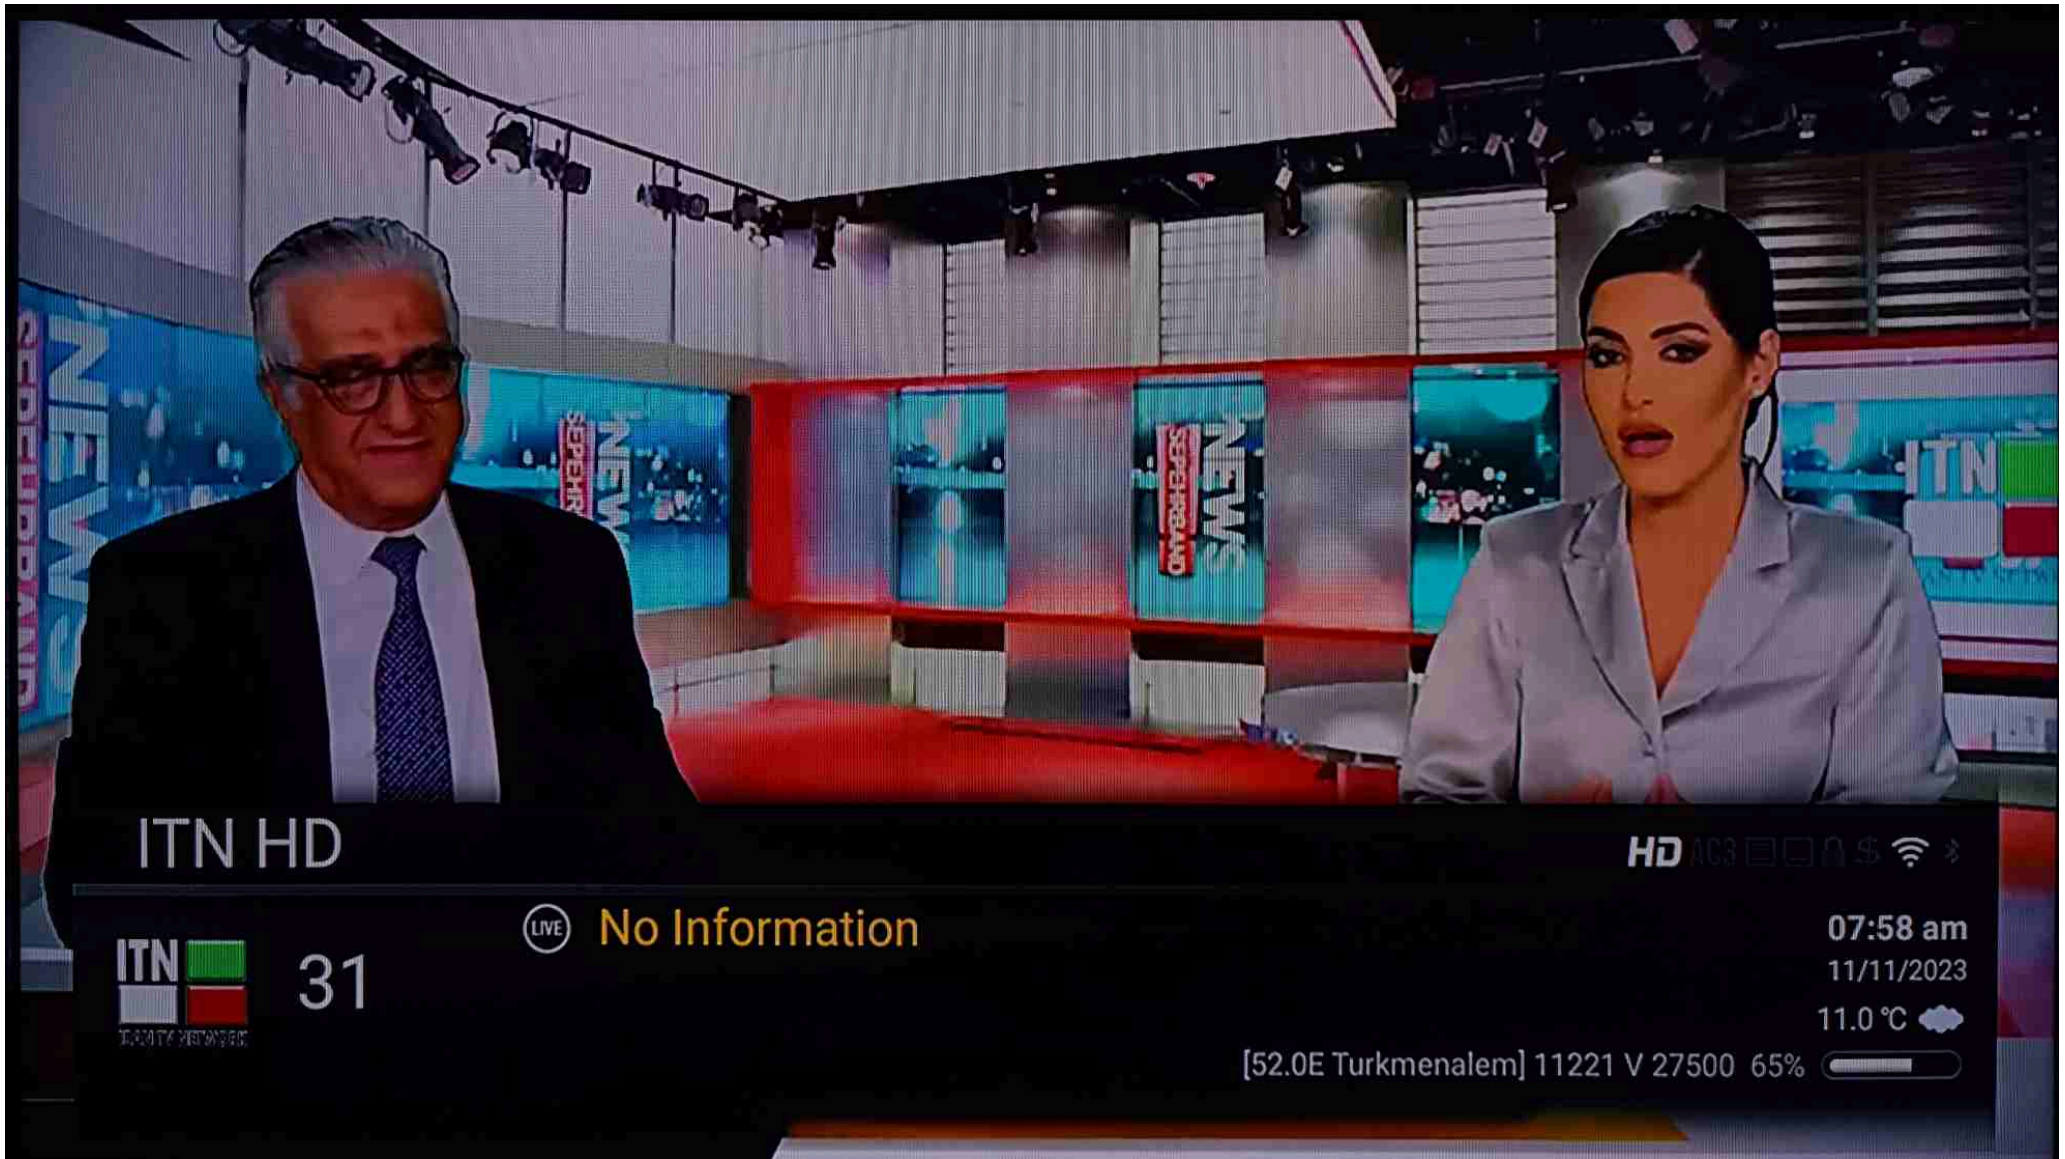 NEWS
SEPEHRBAND
NEWS
SEPEHR
NEWS
SEPEHRBAND
ITN
ITN HD
HD AC3 $
LIVE No Information
ITN
31
07:58 am
11/11/2023
11.0 °C
[52.0E Turkmenalem] 11221 V 27500 65%